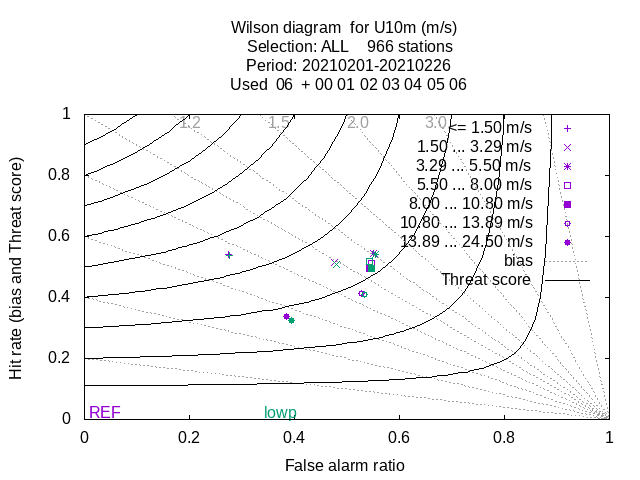 Wilson diagram  for U10m (m/s)
Selection: ALL    966 stations
Period: 20210201-20210226
Used  06  + 00 01 02 03 04 05 06
1
0.8
0.6
0.4
0.2
0
0
0.2
0.4
0.6
0.8
1
1.2
1.5
2.0
3.0
<= 1.50 m/s
1.50 ... 3.29 m/s
3.29 ... 5.50 m/s
5.50 ... 8.00 m/s
8.00 ... 10.80 m/s
10.80 ... 13.89 m/s
13.89 ... 24.50 m/s
bias
Threat score
REF
lowp
Hit rate (bias and Threat score)
False alarm ratio